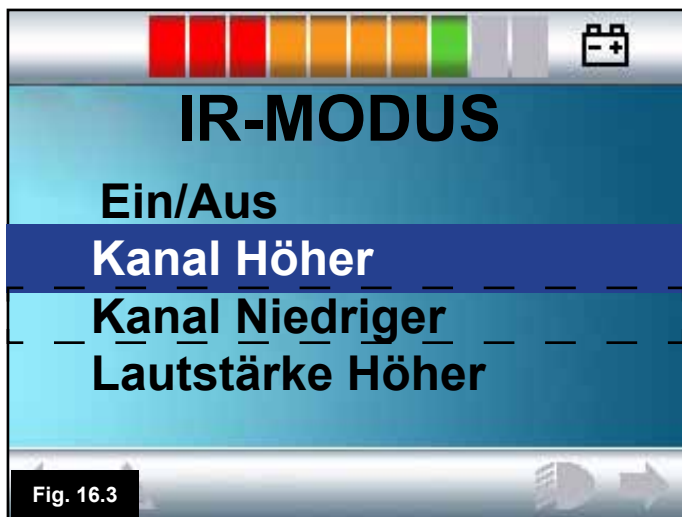 IR-MODUS
Ein/Aus
Kanal Höher
Kanal Niedriger
Lautstärke Höher
Fig. 16.3